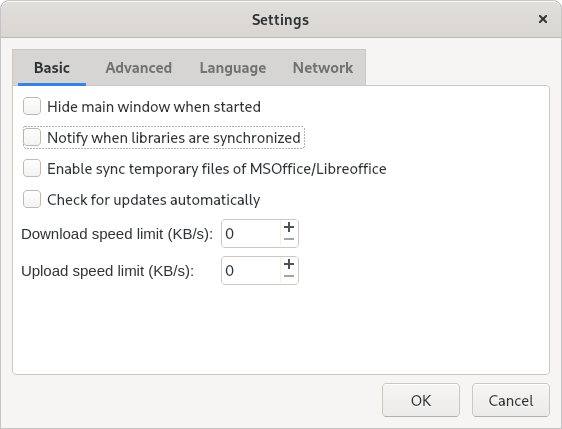 Settings
Basic Advanced Language Network
Hide main window when started
Notify when libraries are synchronized
Enable sync temporary files of MSOffice/Libreoffice
Check for updates automatically
Download speed limit (KB/s): 0
Upload speed limit (KB/s): 0
OK Cancel